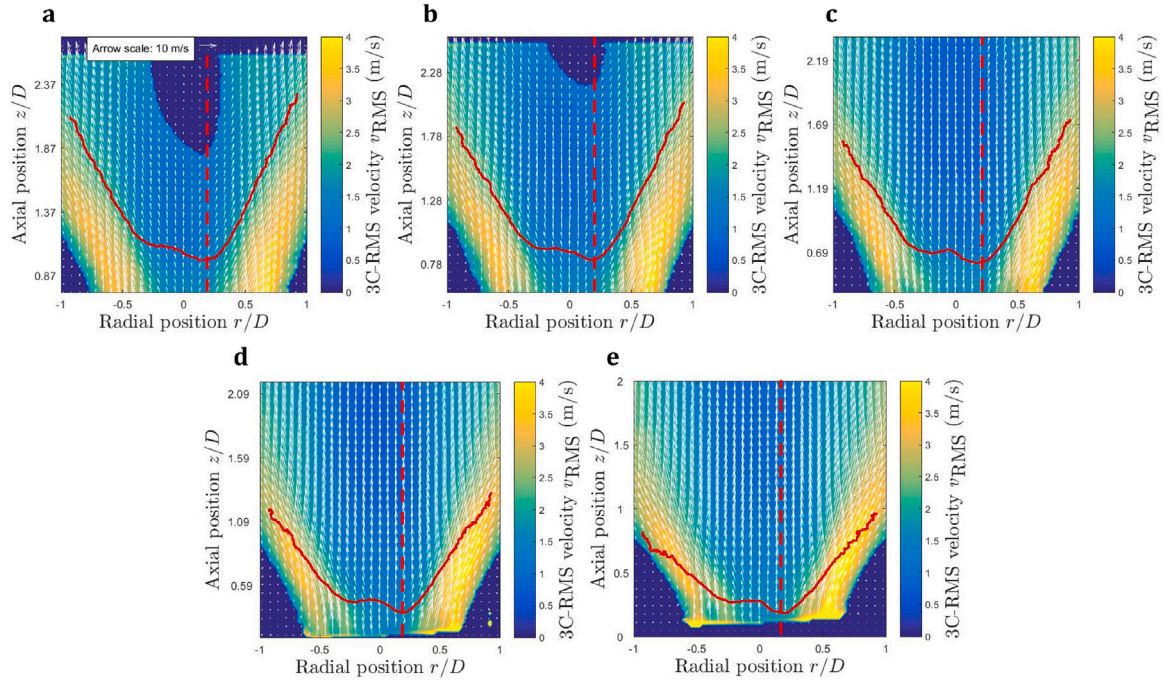 a
Arrow scale: 10 m/s
Axial position z/D
2.37
1.87
1.37
0.87
-1 -0.5 0 0.5 1
Radial position r/D
4
3.5
3
2.5
2
1.5
1
0.5
0
3C-RMS velocity vRMS (m/s)
b
Axial position z/D
2.28
1.78
1.28
0.78
-1 -0.5 0 0.5 1
Radial position r/D
4
3.5
3
2.5
2
1.5
1
0.5
0
3C-RMS velocity vRMS (m/s)
c
Axial position z/D
2.19
1.69
1.19
0.69
-1 -0.5 0 0.5 1
Radial position r/D
4
3.5
3
2.5
2
1.5
1
0.5
0
3C-RMS velocity vRMS (m/s)
d
Axial position z/D
2.09
1.59
1.09
0.59
-1 -0.5 0 0.5 1
Radial position r/D
4
3.5
3
2.5
2
1.5
1
0.5
0
3C-RMS velocity vRMS (m/s)
e
Axial position z/D
2
1.5
1
0.5
0
-1 -0.5 0 0.5 1
Radial position r/D
4
3.5
3
2.5
2
1.5
1
0.5
0
3C-RMS velocity vRMS (m/s)